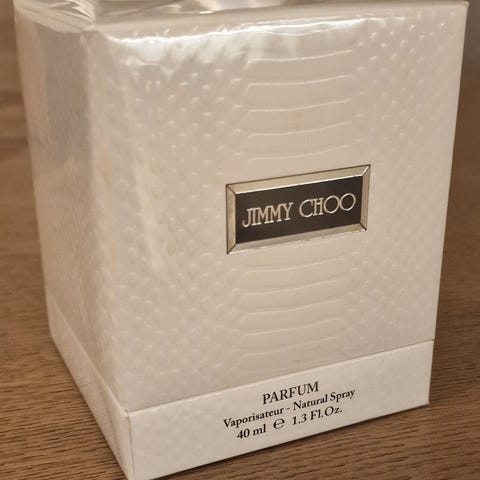 JIMMY CHOO
PARFUM
Vaporisateur - Natural Spray
40 ml ℮ 1.3 Fl.Oz.